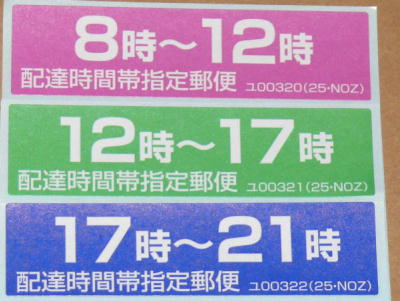 8時～12時
配達時間帯指定郵便 ユ00320(25・NOZ)
12時～17時
配達時間帯指定郵便 ユ00321(25・NOZ)
17時～21時
配達時間帯指定郵便 ユ00322(25・NOZ)